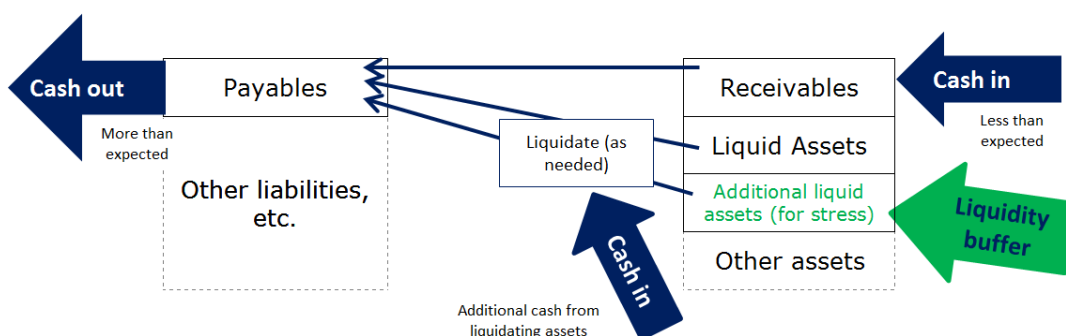 Cash out
More than
expected
Payables
Other liabilities,
etc.
Liquidate (as
needed)
Cash in
Additional cash from
liquidating assets
Receivables
Liquid Assets
Additional liquid
assets (for stress)
Other assets
Cash in
Less than
expected
Liquidity
buffer